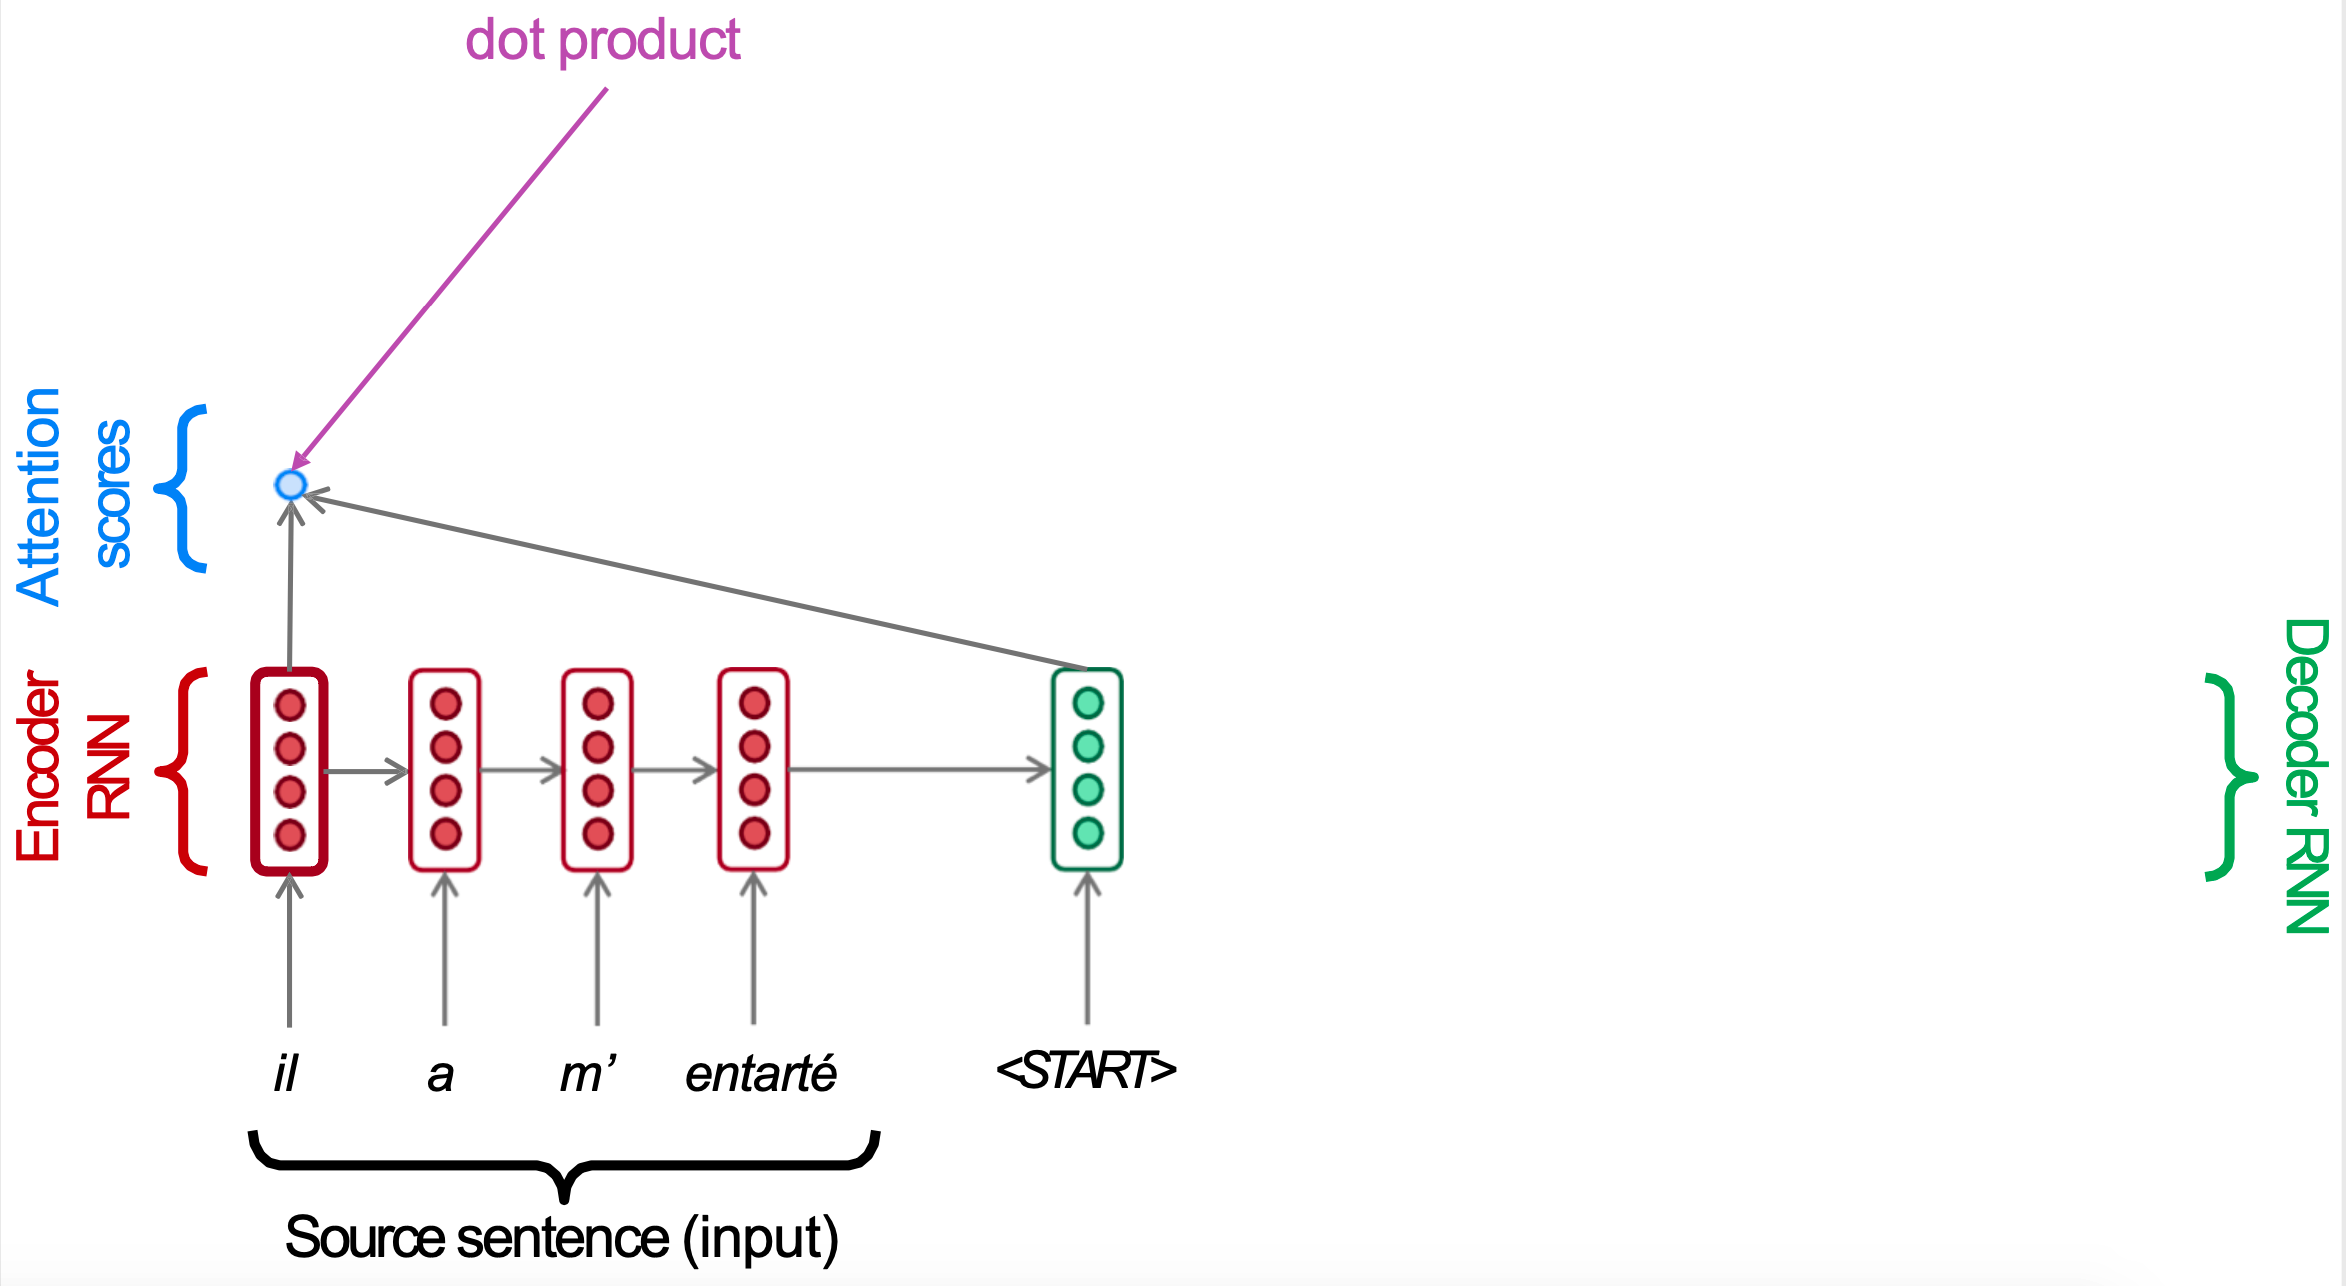 dot product
Attention
scores
Encoder
RNN
Decoder RNN
il a m’ entarté <START>
Source sentence (input)